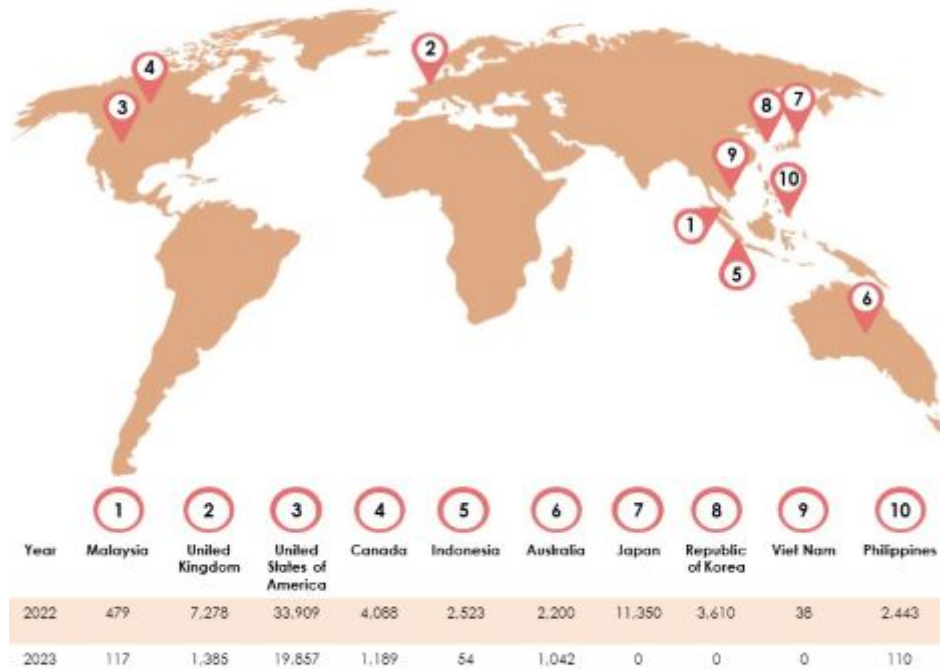 2
4
3
8
7
9
10
1
5
6
1 2 3 4 5 6 7 8 9 10
Year Malaysia United Kingdom United States of America Canada Indonesia Australia Japan Republic of Korea Viet Nam Philippines
2022 479 7,278 33,909 4,088 2,523 2,200 11,350 3,610 38 2,443
2023 117 1,385 19,857 1,189 54 1,042 0 0 0 110